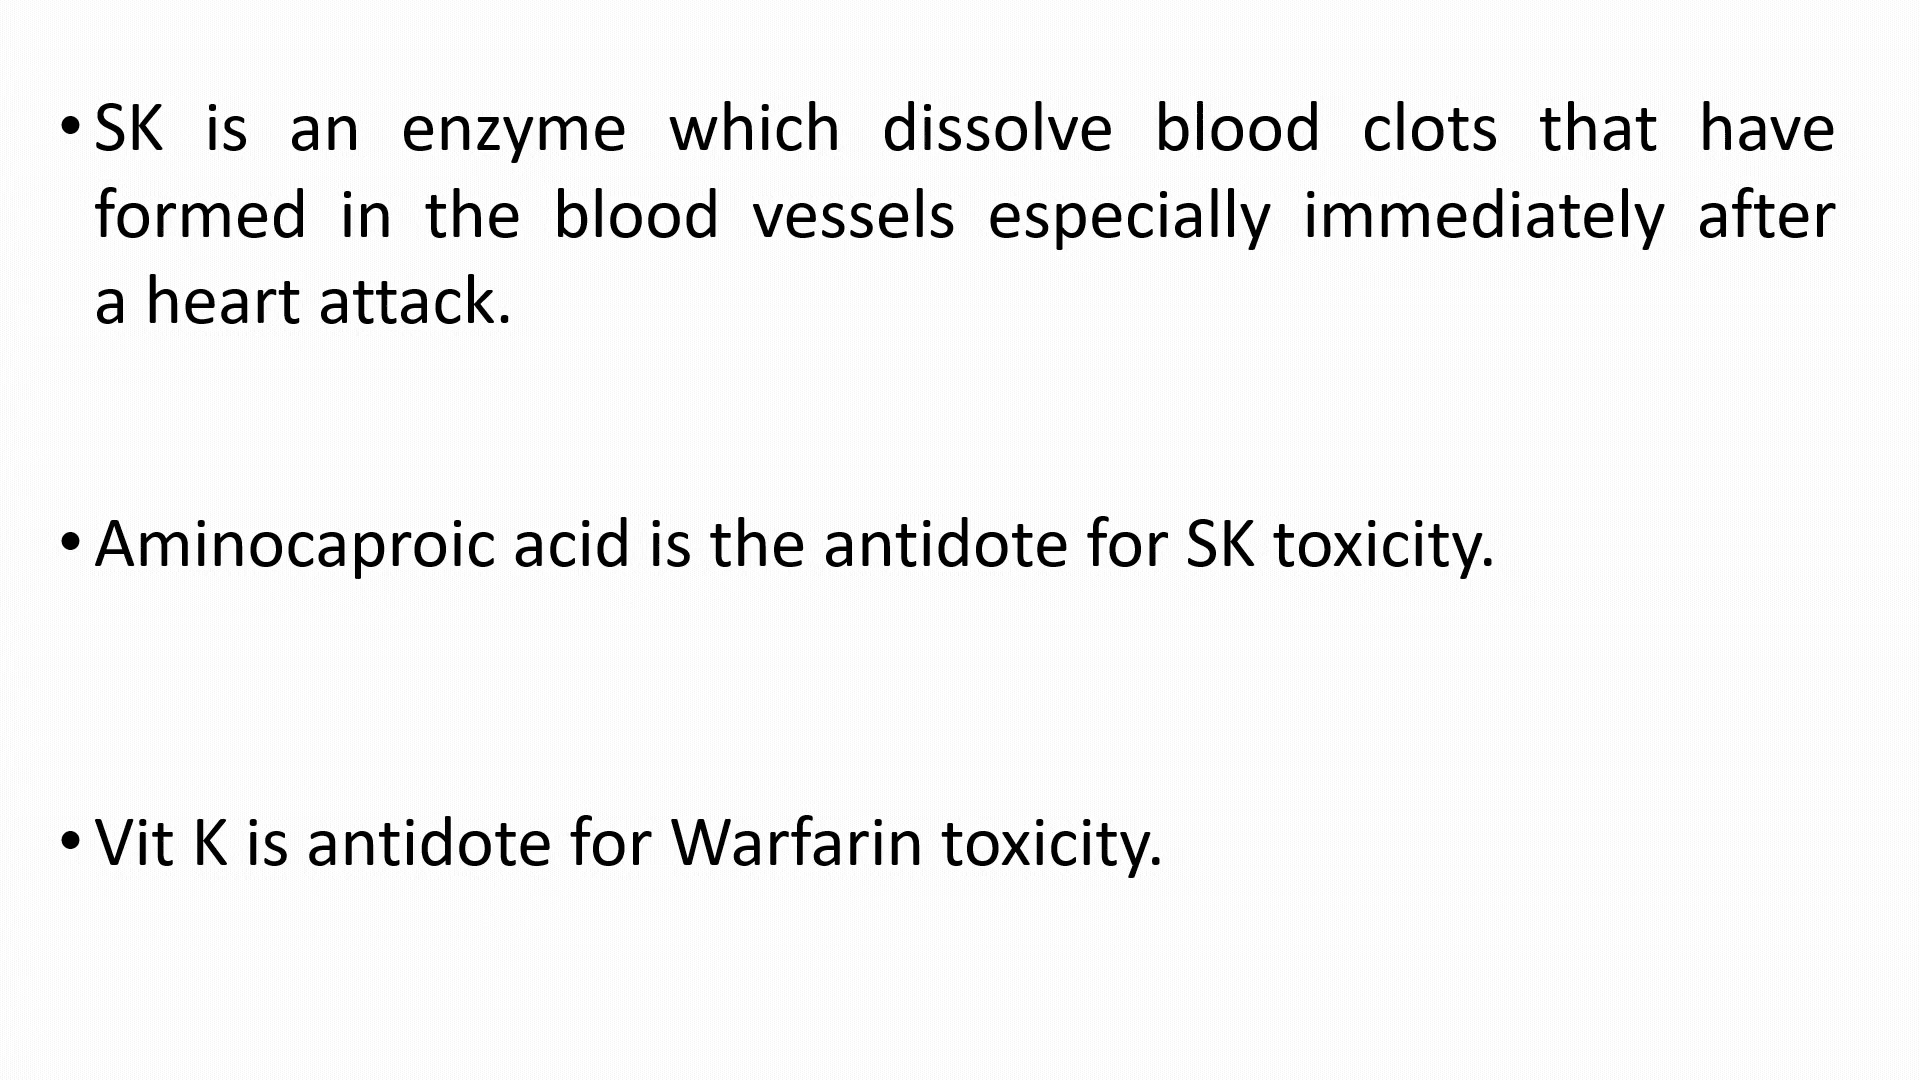 • SK is an enzyme which dissolve blood clots that have
formed in the blood vessels especially immediately after
a heart attack.
• Aminocaproic acid is the antidote for SK toxicity.
• Vit K is antidote for Warfarin toxicity.